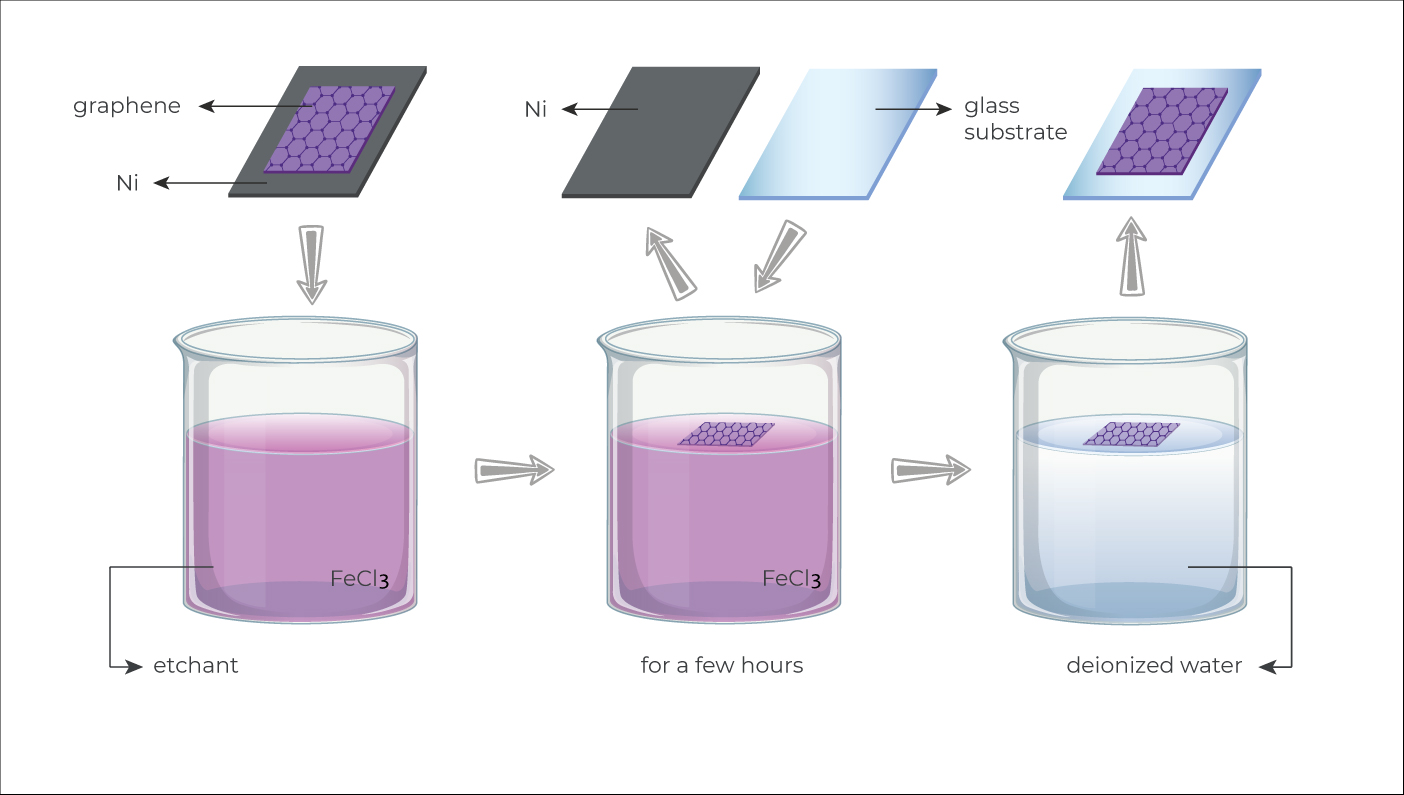 graphene
Ni
Ni
glass
substrate
FeCl3
FeCl3
etchant
for a few hours
deionized water